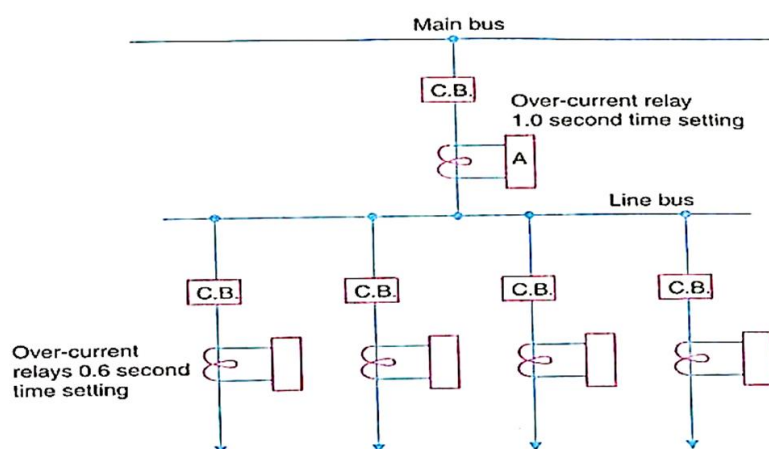 Main bus
C.B.
Over-current relay
1.0 second time setting
A
Line bus
C.B.
C.B.
C.B.
C.B.
Over-current
relays 0.6 second
time setting